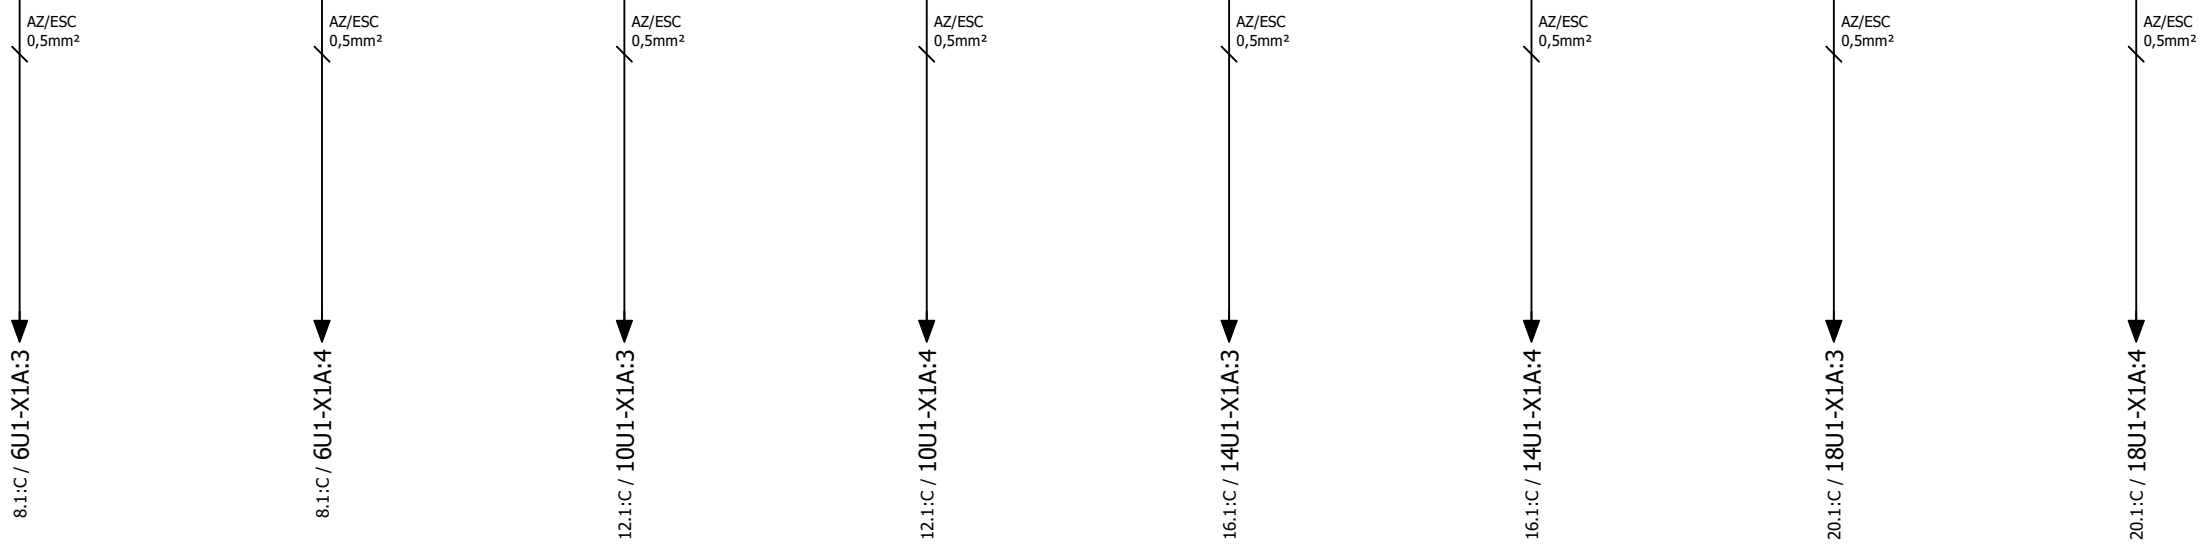 AZ/ESC
0,5mm²
AZ/ESC
0,5mm²
AZ/ESC
0,5mm²
AZ/ESC
0,5mm²
AZ/ESC
0,5mm²
AZ/ESC
0,5mm²
AZ/ESC
0,5mm²
AZ/ESC
0,5mm²
8.1:C / 6U1-X1A:3
8.1:C / 6U1-X1A:4
12.1:C / 10U1-X1A:3
12.1:C / 10U1-X1A:4
16.1:C / 14U1-X1A:3
16.1:C / 14U1-X1A:4
20.1:C / 18U1-X1A:3
20.1:C / 18U1-X1A:4